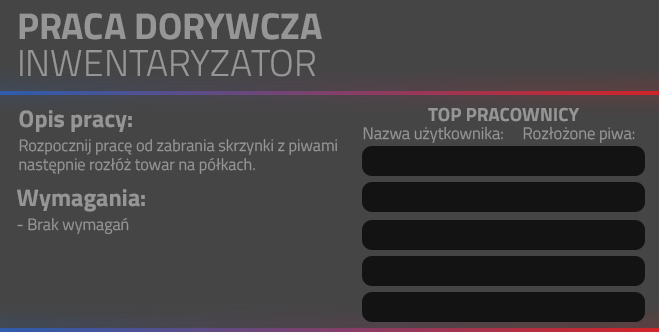 PRACA DORYWCZA
INWENTARYZATOR
Opis pracy:
Rozpocznij pracę od zabrania skrzynki z piwami
następnie rozłóż towar na półkach.
Wymagania:
- Brak wymagań
TOP PRACOWNICY
Nazwa użytkownika: Rozłożone piwa: